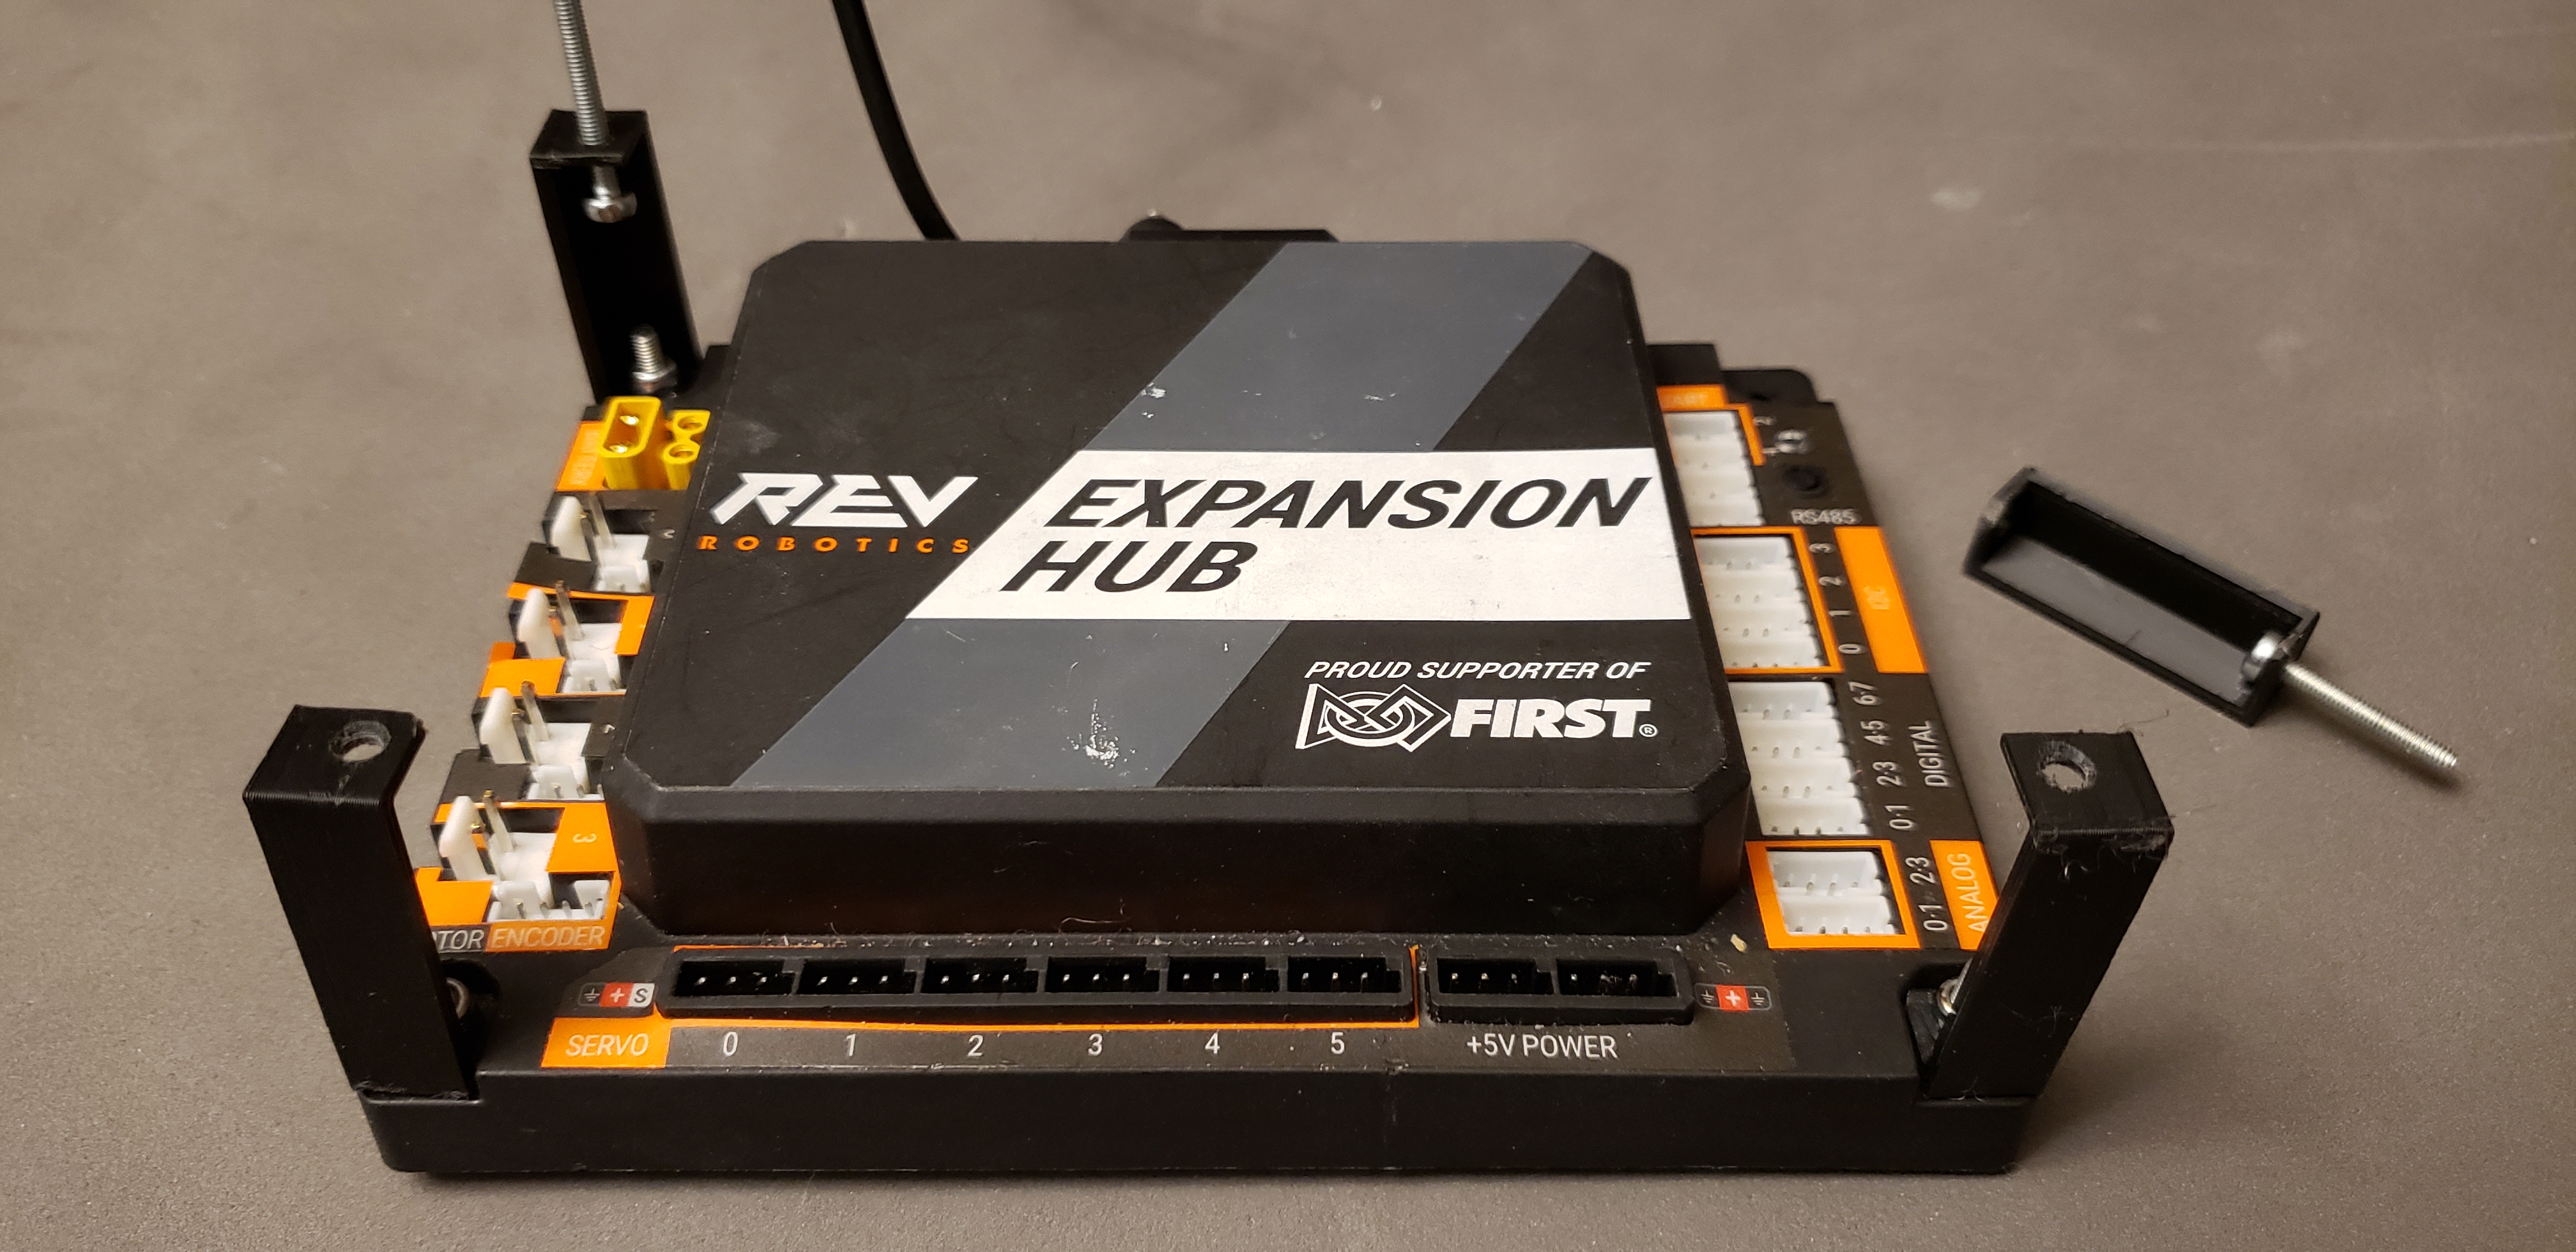 REV
ROBOTICS
EXPANSION
HUB
PROUD SUPPORTER OF
FIRST®
RS485
3
2
1
0
I2C
6·7
4·5
2·3
0·1
DIGITAL
2·3
0·1
ANALOG
3
ENCODER
+ S
SERVO 0 1 2 3 4 5
+
+5V POWER